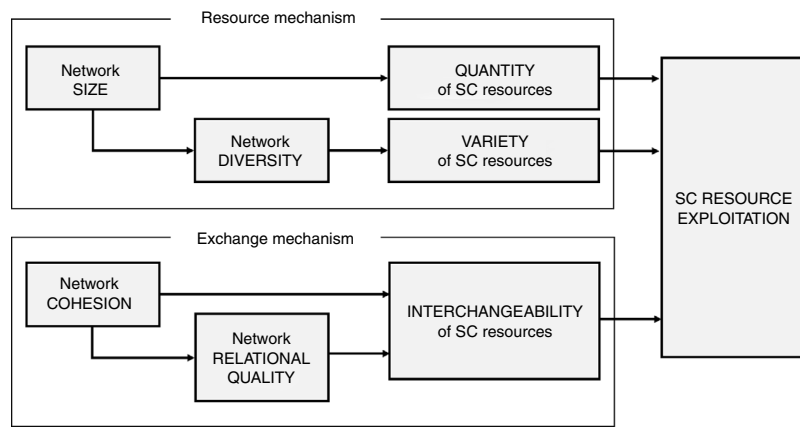 Resource mechanism
Network
SIZE
QUANTITY
of SC resources
Network
DIVERSITY
VARIETY
of SC resources
SC RESOURCE
EXPLOITATION
Exchange mechanism
Network
COHESION
INTERCHANGEABILITY
of SC resources
Network
RELATIONAL
QUALITY